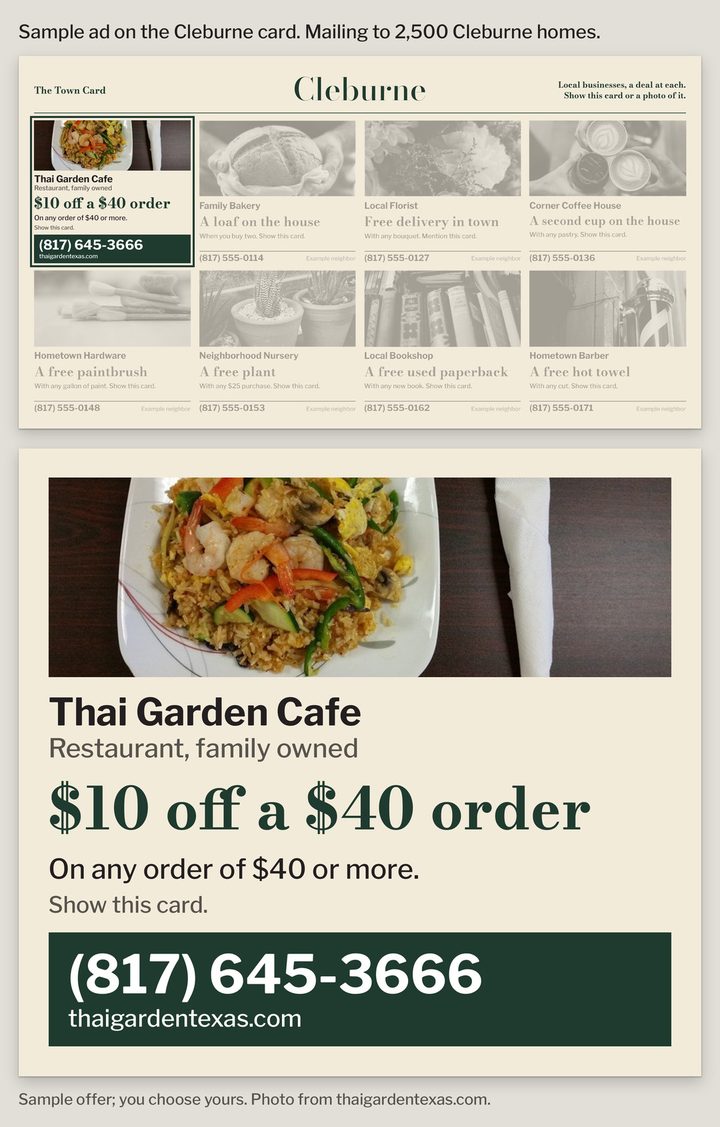 Sample ad on the Cleburne card. Mailing to 2,500 Cleburne homes.
The Town Card
Cleburne
Local businesses, a deal at each.
Show this card or a photo of it.
Thai Garden Cafe
Restaurant, family owned
$10 off a $40 order
On any order of $40 or more.
Show this card.
(817) 645-3666
thaigardentexas.com
Family Bakery
A loaf on the house
When you buy two. Show this card.
(817) 555-0114
Example neighbor
Local Florist
Free delivery in town
With any bouquet. Mention this card.
(817) 555-0127
Example neighbor
Corner Coffee House
A second cup on the house
With any pastry. Show this card.
(817) 555-0136
Example neighbor
Hometown Hardware
A free paintbrush
With any gallon of paint. Show this card.
(817) 555-0148
Example neighbor
Neighborhood Nursery
A free plant
With any $25 purchase. Show this card.
(817) 555-0153
Example neighbor
Local Bookshop
A free used paperback
With any new book. Show this card.
(817) 555-0162
Example neighbor
Hometown Barber
A free hot towel
With any cut. Show this card.
(817) 555-0171
Example neighbor
Thai Garden Cafe
Restaurant, family owned
$10 off a $40 order
On any order of $40 or more.
Show this card.
(817) 645-3666
thaigardentexas.com
Sample offer; you choose yours. Photo from thaigardentexas.com.